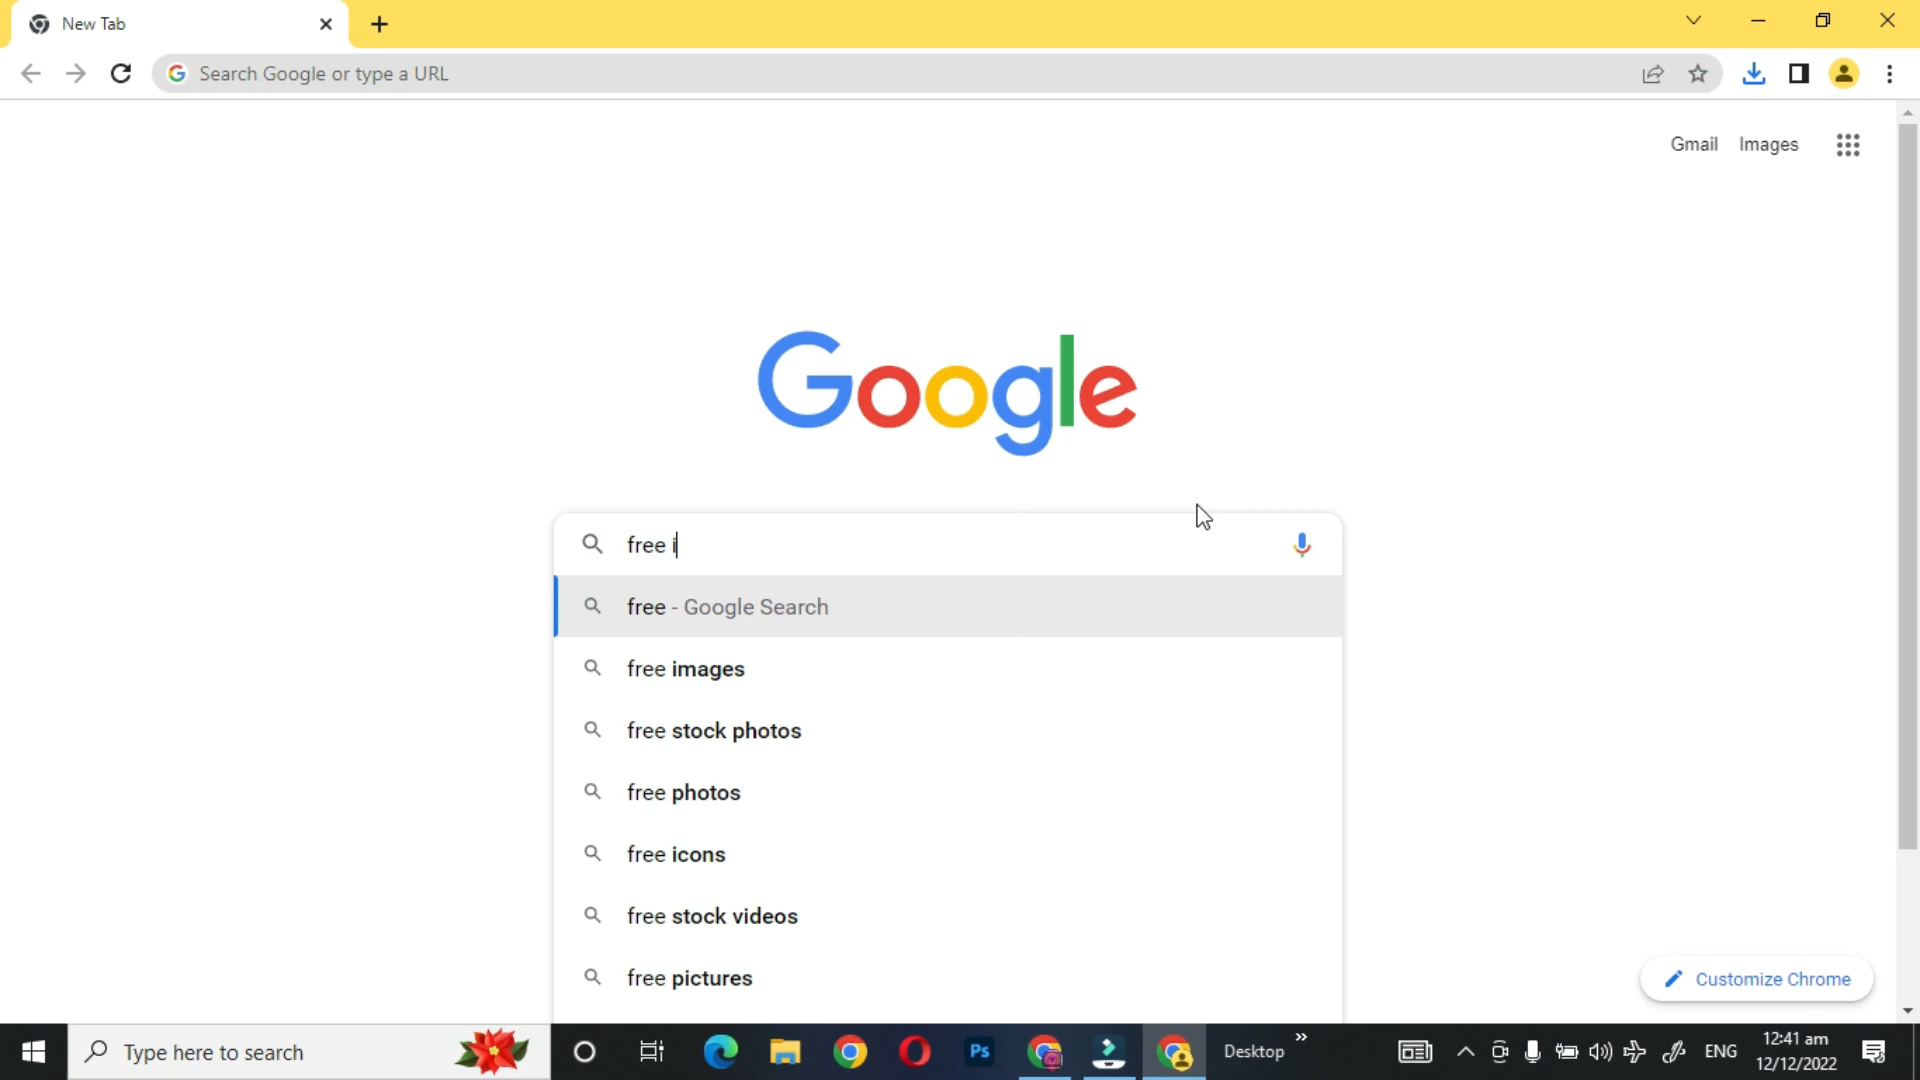 New Tab
Search Google or type a URL
Gmail Images
Google
free i
free - Google Search
free images
free stock photos
free photos
free icons
free stock videos
free pictures
Customize Chrome
Type here to search
Ps
Desktop
»
ENG
12:41 am
12/12/2022